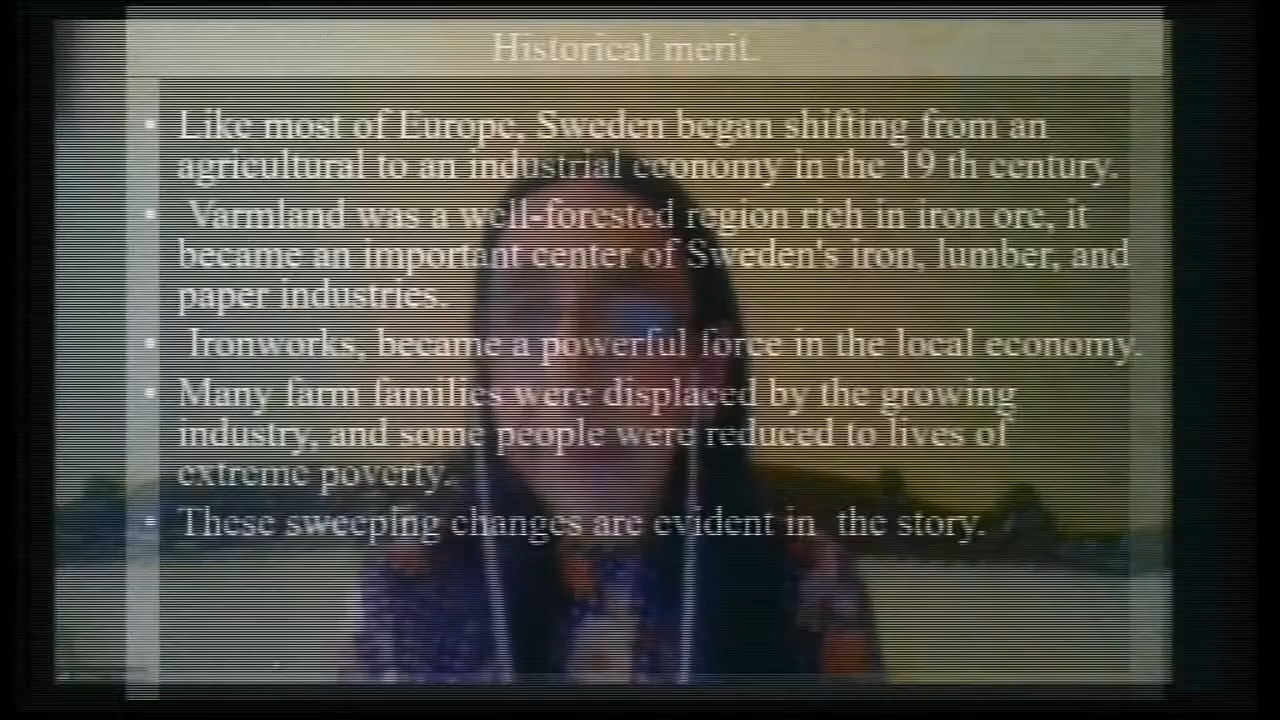 Historical merit.
• Like most of Europe, Sweden began shifting from an
agricultural to an industrial economy in the 19 th century.
• Varmland was a well-forested region rich in iron ore, it
became an important center of Sweden's iron, lumber, and
paper industries.
• Ironworks, became a powerful force in the local economy.
• Many farm families were displaced by the growing
industry, and some people were reduced to lives of
extreme poverty.
• These sweeping changes are evident in the story.